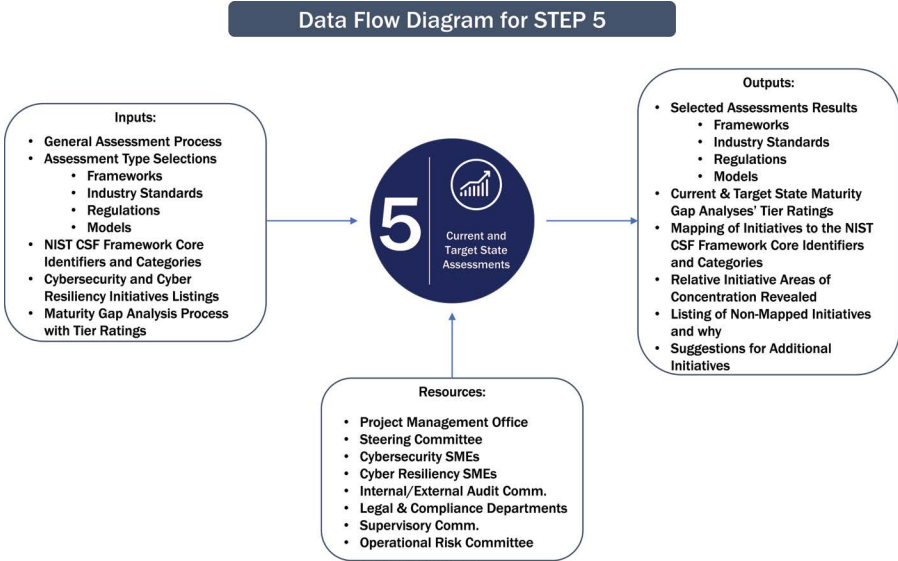 Data Flow Diagram for STEP 5
Inputs:
• General Assessment Process
• Assessment Type Selections
• Frameworks
• Industry Standards
• Regulations
• Models
• NIST CSF Framework Core
Identifiers and Categories
• Cybersecurity and Cyber
Resiliency Initiatives Listings
• Maturity Gap Analysis Process
with Tier Ratings
5
Current and
Target State
Assessments
Outputs:
• Selected Assessments Results
• Frameworks
• Industry Standards
• Regulations
• Models
• Current & Target State Maturity
Gap Analyses’ Tier Ratings
• Mapping of Initiatives to the NIST
CSF Framework Core Identifiers
and Categories
• Relative Initiative Areas of
Concentration Revealed
• Listing of Non-Mapped Initiatives
and why
• Suggestions for Additional
Initiatives
Resources:
• Project Management Office
• Steering Committee
• Cybersecurity SMEs
• Cyber Resiliency SMEs
• Internal/External Audit Comm.
• Legal & Compliance Departments
• Supervisory Comm.
• Operational Risk Committee